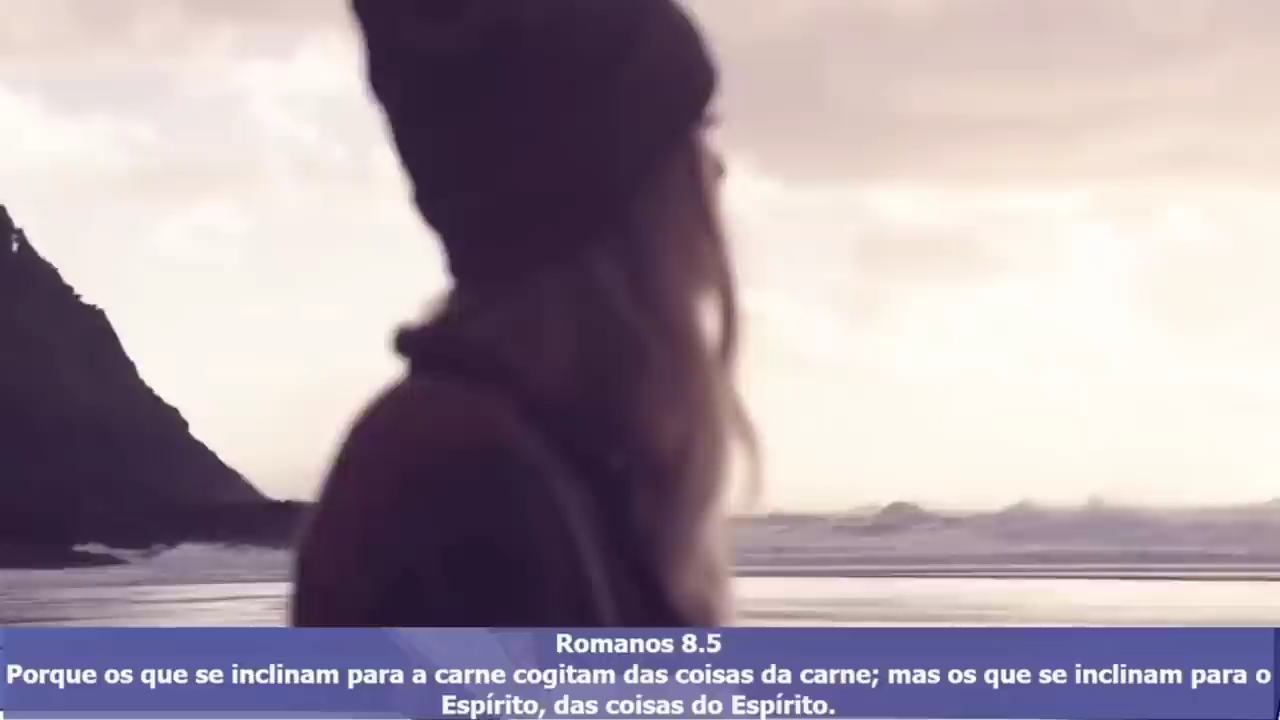 Romanos 8.5
Porque os que se inclinam para a carne cogitam das coisas da carne; mas os que se inclinam para o
Espírito, das coisas do Espírito.